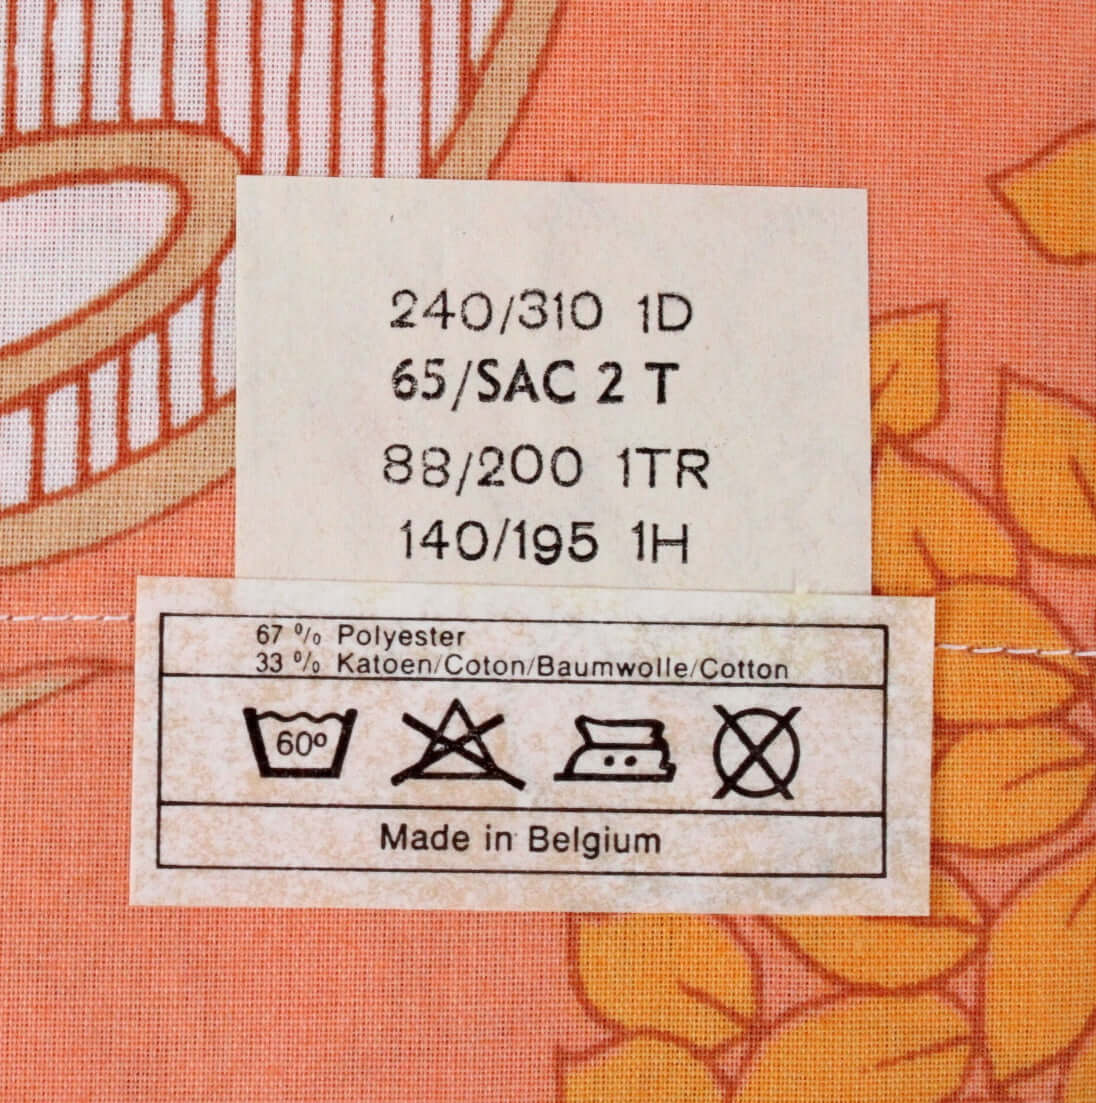 240/310 1D
65/SAC 2 T
88/200 1TR
140/195 1H
67 % Polyester
33 % Katoen/Coton/Baumwolle/Cotton
60º
Made in Belgium